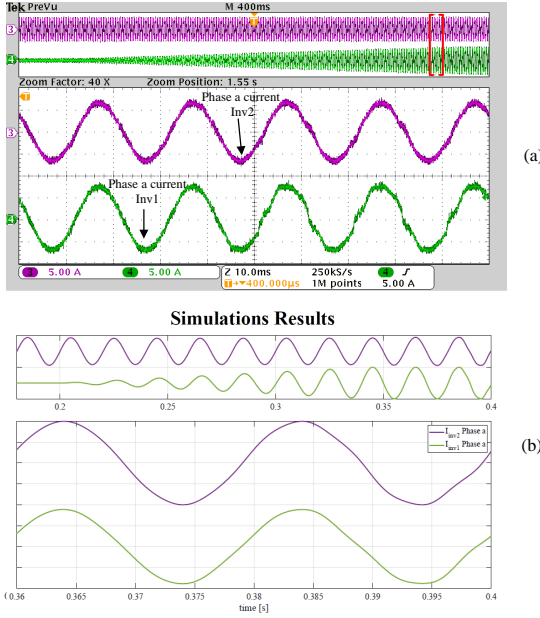 Tek PreVu M 400ms
3
4
Zoom Factor: 40 X Zoom Position: 1.55 s
Phase a current
Inv2
3
(a)
Phase a current
Inv1
4
3 5.00 A 4 5.00 A Z 10.0ms 250kS/s 4 5.00 A
T→▼400.000µs 1M points
Simulations Results
0.2 0.25 0.3 0.35 0.4
I_inv2 Phase a
I_inv1 Phase a
(b)
0.36 0.365 0.37 0.375 0.38 0.385 0.39 0.395 0.4
time [s]